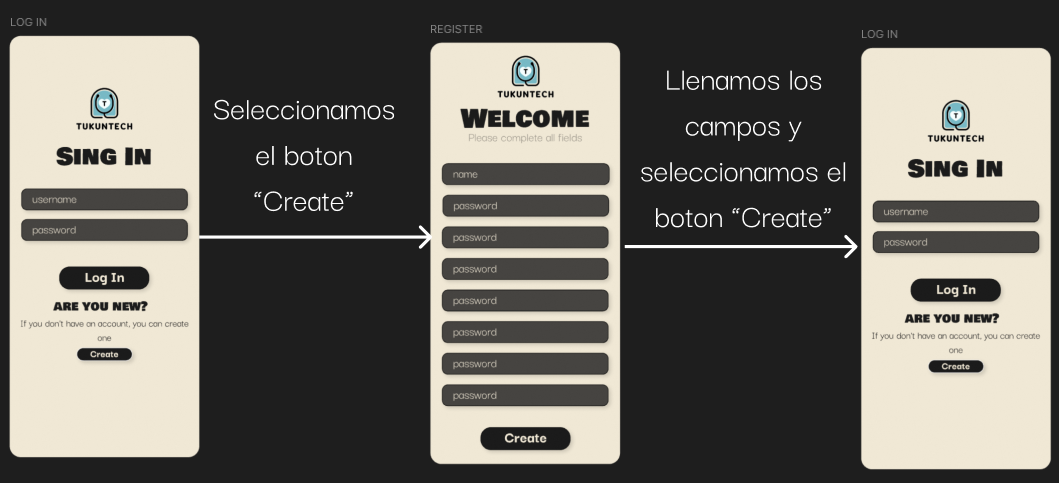 LOG IN
T
TUKUNTECH
SING IN
username
password
Log In
ARE YOU NEW?
If you don't have an account, you can create
one
Create
Seleccionamos
el boton
“Create”
REGISTER
T
TUKUNTECH
WELCOME
Please complete all fields
name
password
password
password
password
password
password
password
Create
Llenamos los
campos y
seleccionamos el
boton “Create”
LOG IN
T
TUKUNTECH
SING IN
username
password
Log In
ARE YOU NEW?
If you don't have an account, you can create
one
Create